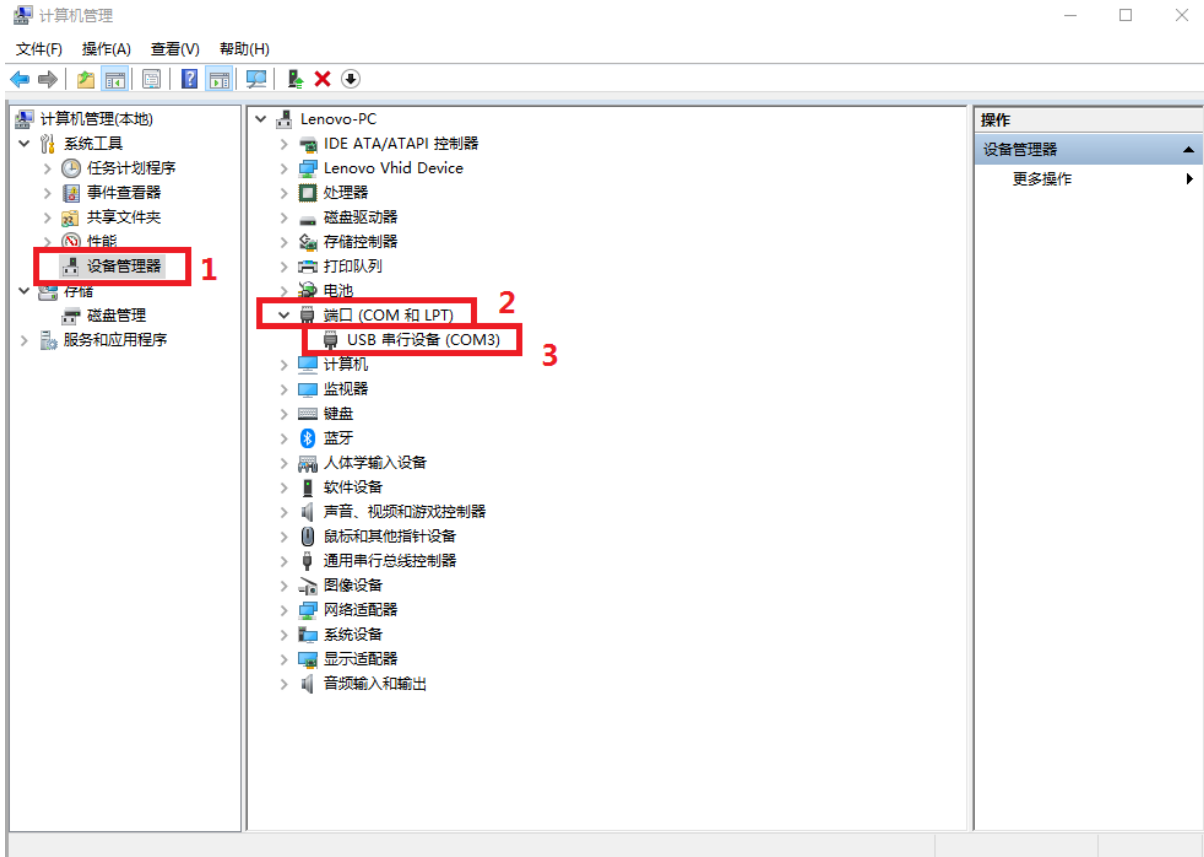 计算机管理
文件(F) 操作(A) 查看(V) 帮助(H)
计算机管理(本地)
系统工具
任务计划程序
事件查看器
共享文件夹
性能
设备管理器
1
存储
磁盘管理
服务和应用程序
Lenovo-PC
IDE ATA/ATAPI 控制器
Lenovo Vhid Device
处理器
磁盘驱动器
存储控制器
打印队列
电池
端口 (COM 和 LPT)
2
USB 串行设备 (COM3)
3
计算机
监视器
键盘
蓝牙
人体学输入设备
软件设备
声音、视频和游戏控制器
鼠标和其他指针设备
通用串行总线控制器
图像设备
网络适配器
系统设备
显示适配器
音频输入和输出
操作
设备管理器
更多操作